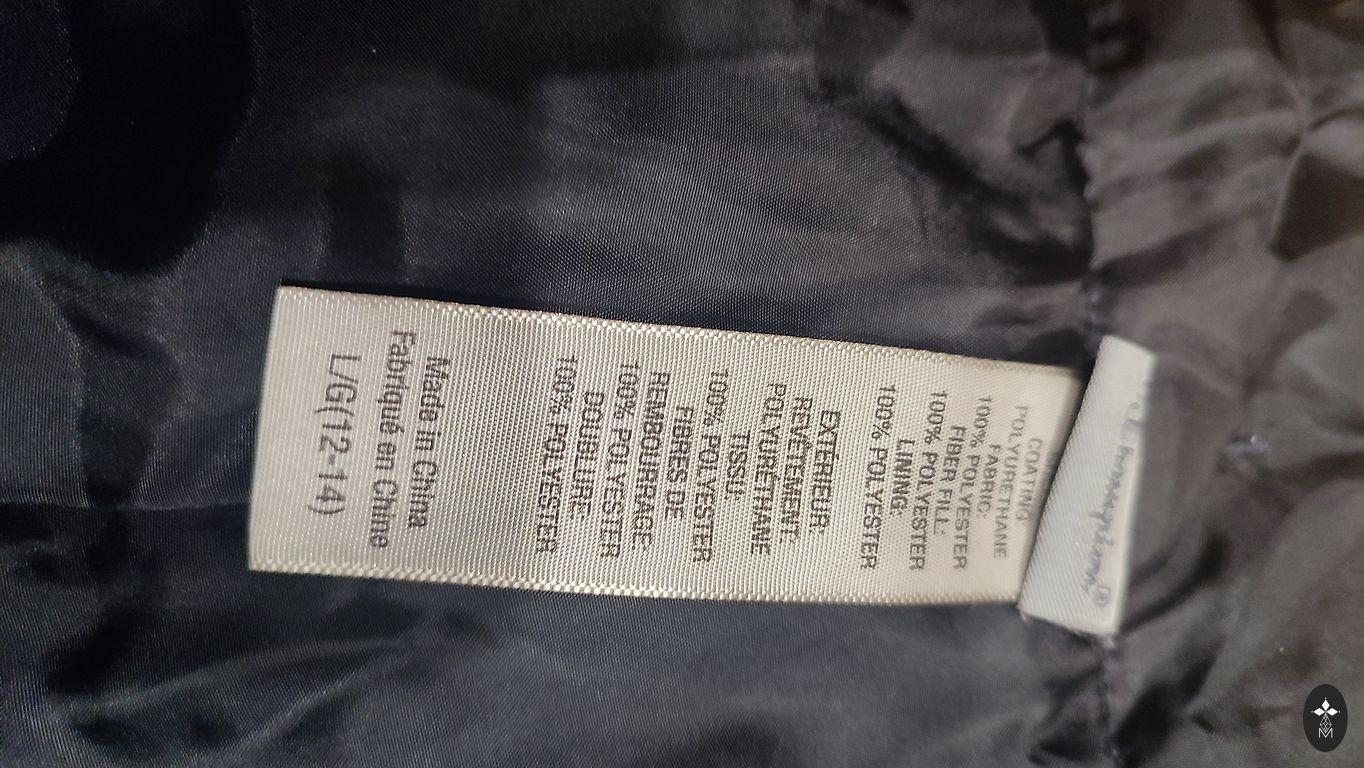 COATING:
POLYURETHANE
FABRIC:
100% POLYESTER
FIBER FILL:
100% POLYESTER
LINING:
100% POLYESTER
EXTÉRIEUR:
REVÊTEMENT:
POLYURÉTHANE
TISSU:
100% POLYESTER
FIBRES DE
REMBOURRAGE:
100% POLYESTER
DOUBLURE:
100% POLYESTER
Made in China
Fabriqué en Chine
L/G(12-14)
M